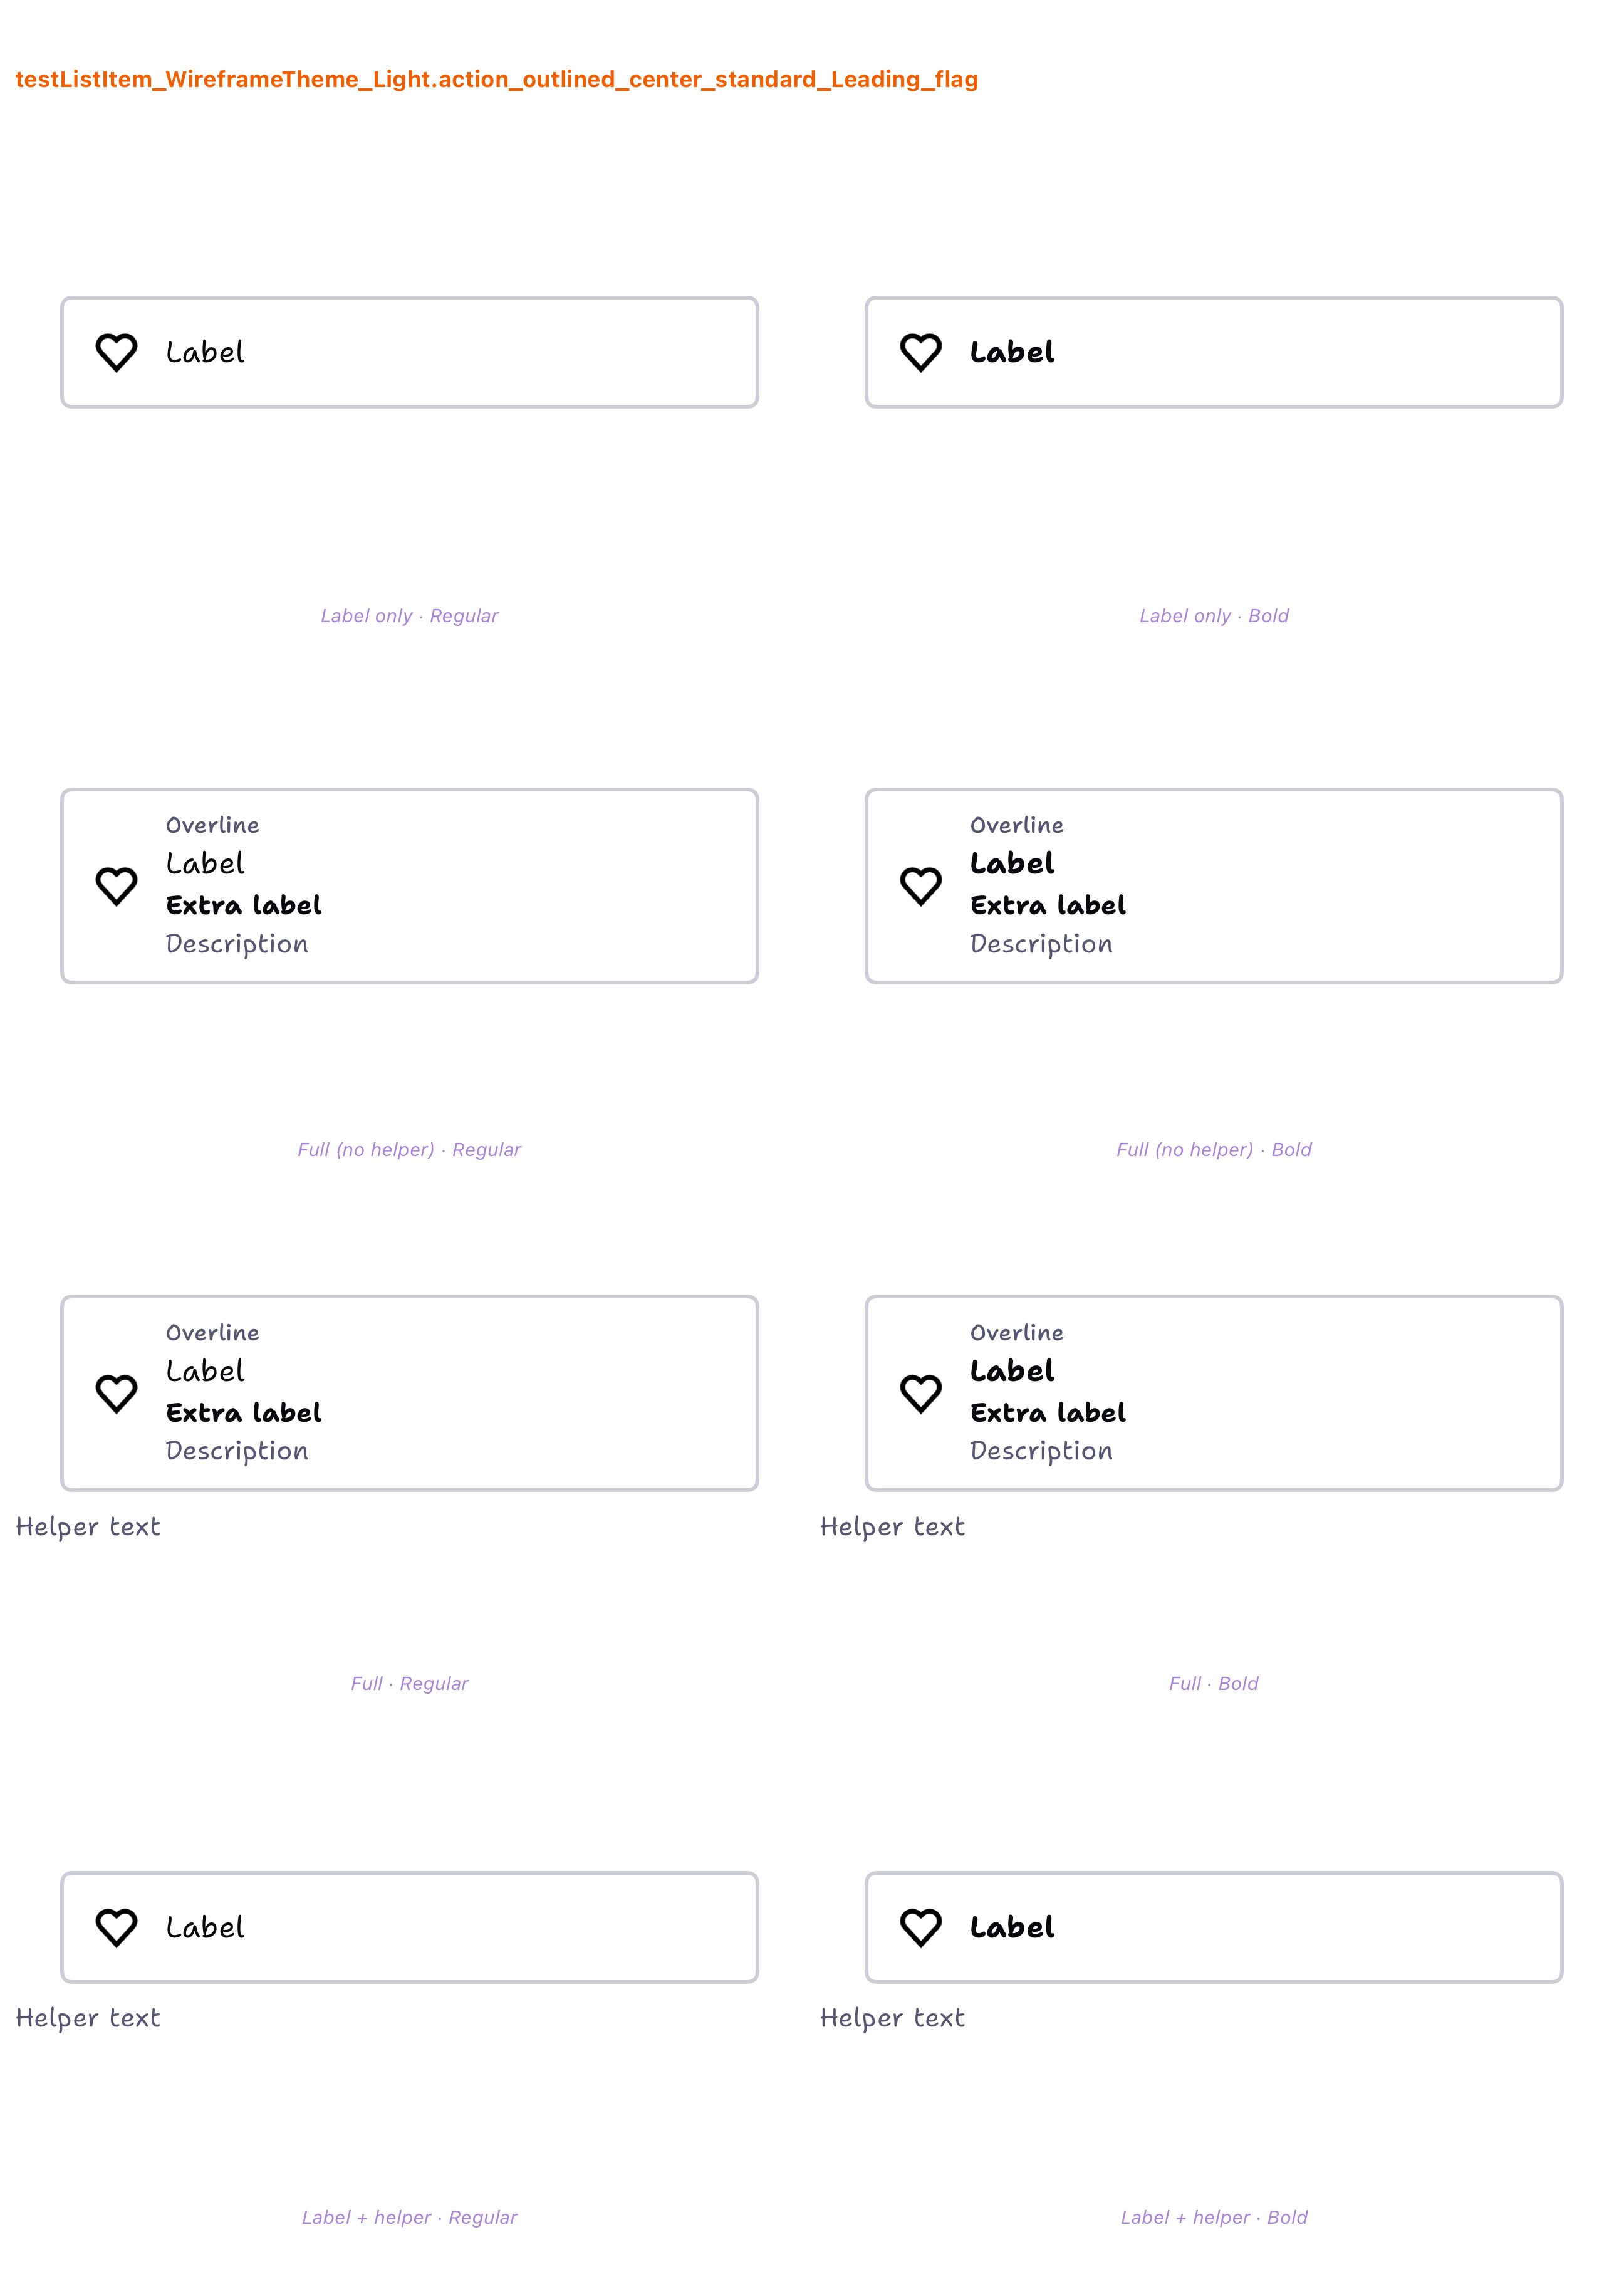 testListItem_WireframeTheme_Light.action_outlined_center_standard_Leading_flag
Label
Label
Label only · Regular
Label only · Bold
Overline
Label
Extra label
Description
Overline
Label
Extra label
Description
Full (no helper) · Regular
Full (no helper) · Bold
Overline
Label
Extra label
Description
Helper text
Overline
Label
Extra label
Description
Helper text
Full · Regular
Full · Bold
Label
Helper text
Label
Helper text
Label + helper · Regular
Label + helper · Bold